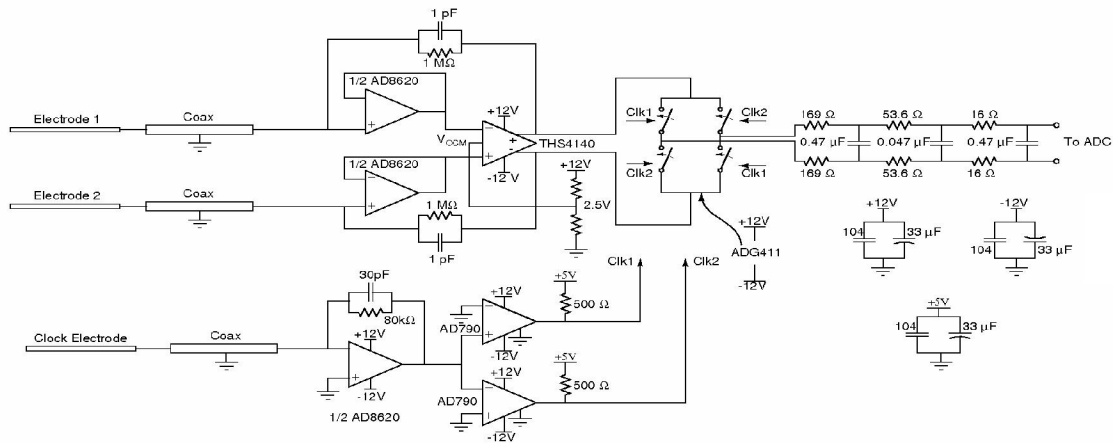 1 pF
1 MΩ
1/2 AD8620
Electrode 1
Coax
+12V
V_OCM
THS4140
-12 V
1/2 AD8620
+12V
2.5V
Electrode 2
Coax
1 MΩ
1 pF
Clk1
Clk2
Clk2
Clk1
169 Ω
53.6 Ω
16 Ω
0.47 µF
0.047 µF
0.47 µF
To ADC
169 Ω
53.6 Ω
16 Ω
+12V
ADG411
-12V
+12V
104
33 µF
-12V
104
33 µF
+5V
104
33 µF
Clk1
Clk2
30pF
80kΩ
Clock Electrode
Coax
+12V
-12V
1/2 AD8620
+12V
AD790
-12V
+5V
500 Ω
+12V
AD790
-12V
+5V
500 Ω